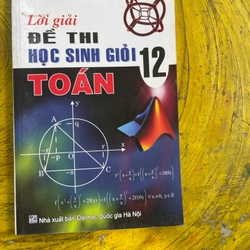 Lời giải
ĐỀ THI
HỌC SINH GIỎI 12
TOÁN
A
q
B
C
Nhà xuất bản Đại học Quốc gia Hà Nội